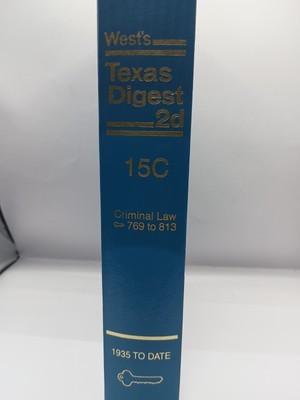 West's
Texas
Digest
2d
15C
Criminal Law
769 to 813
1935 TO DATE